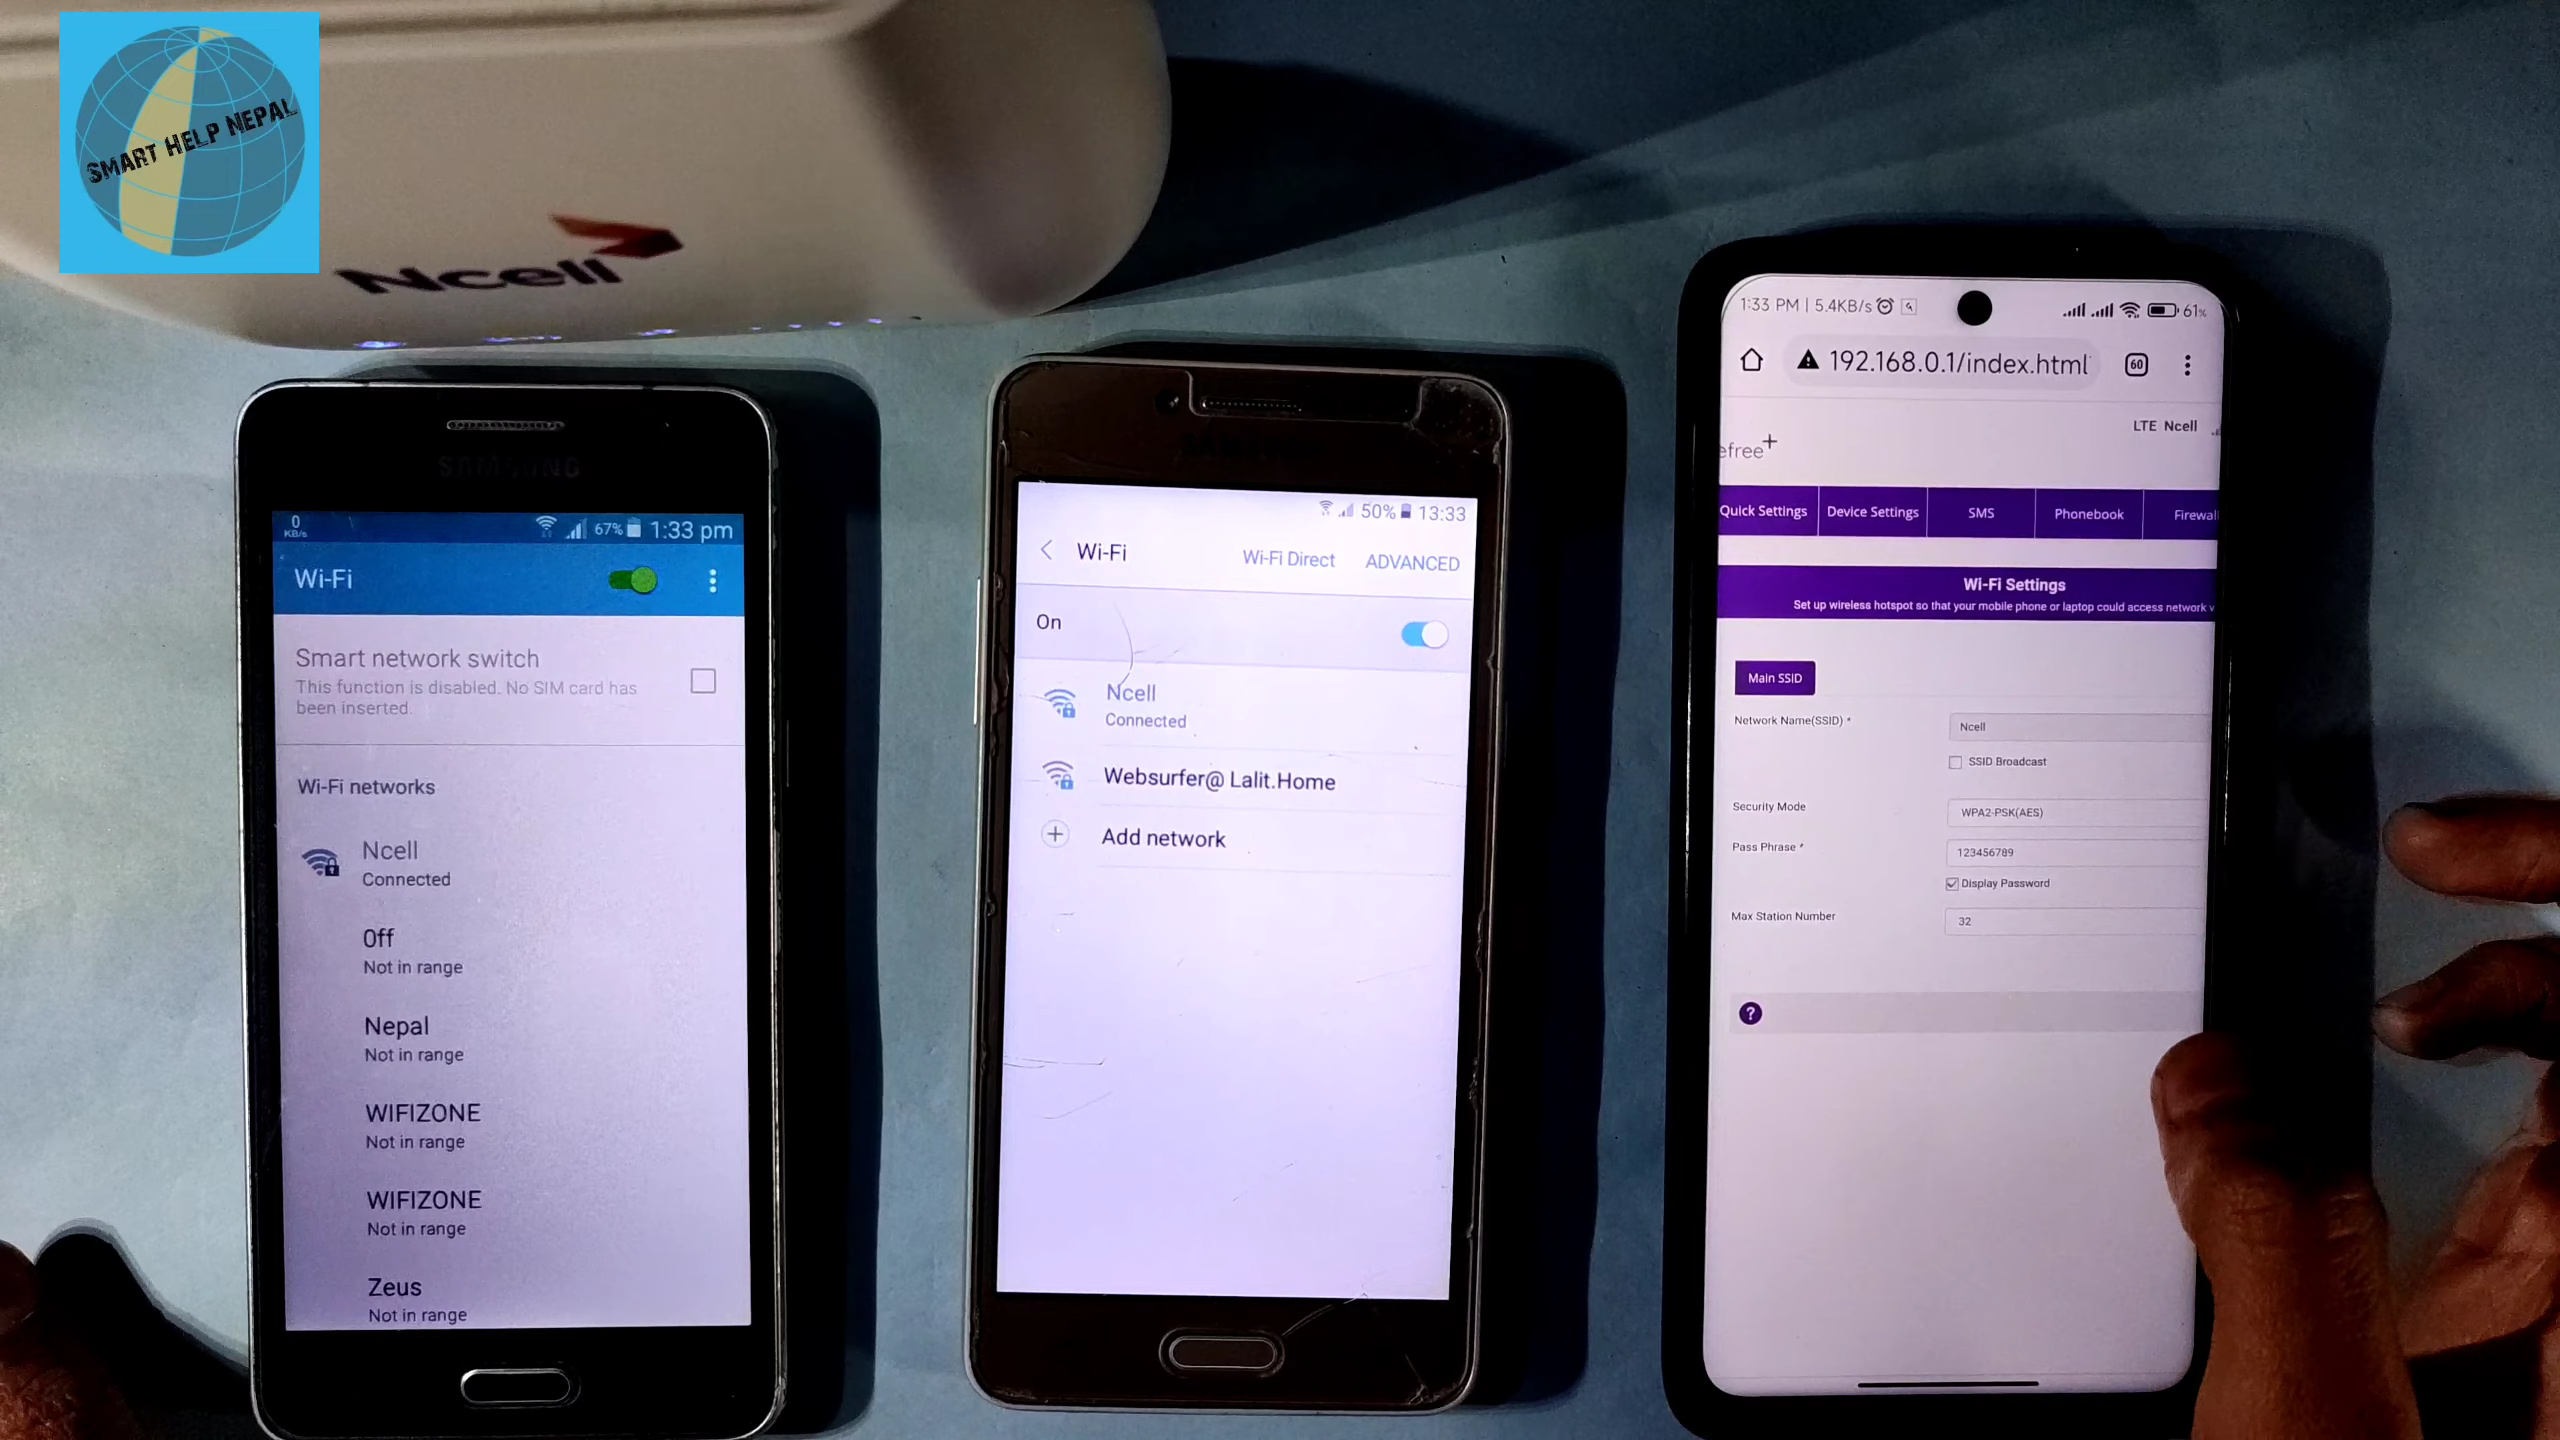 SMART HELP NEPAL
Ncell
SAMSUNG
0
KB/s
67%
1:33 pm
Wi-Fi
Smart network switch
This function is disabled. No SIM card has
been inserted.
Wi-Fi networks
Ncell
Connected
Off
Not in range
Nepal
Not in range
WIFIZONE
Not in range
WIFIZONE
Not in range
Zeus
Not in range
50%
13:33
Wi-Fi
Wi-Fi Direct
ADVANCED
On
Ncell
Connected
Websurfer@ Lalit.Home
Add network
1:33 PM | 5.4KB/s
61%
192.168.0.1/index.html
60
LTE Ncell
efree+
Quick Settings
Device Settings
SMS
Phonebook
Firewal
Wi-Fi Settings
Set up wireless hotspot so that your mobile phone or laptop could access network v
Main SSID
Network Name(SSID) *
Ncell
SSID Broadcast
Security Mode
WPA2-PSK(AES)
Pass Phrase *
123456789
Display Password
Max Station Number
32
?